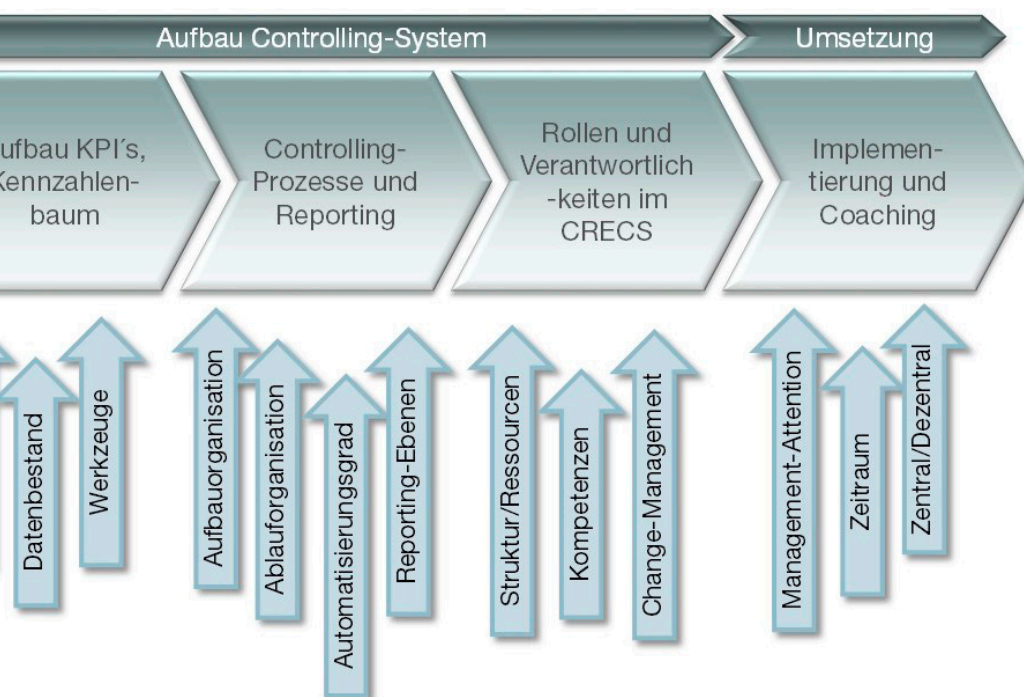 Aufbau Controlling-System
Umsetzung
ufbau KPI´s,
Kennzahlen-
baum
Controlling-
Prozesse und
Reporting
Rollen und
Verantwortlich
-keiten im
CRECS
Implemen-
tierung und
Coaching
Datenbestand
Werkzeuge
Aufbauorganisation
Ablauforganisation
Automatisierungsgrad
Reporting-Ebenen
Struktur/Ressourcen
Kompetenzen
Change-Management
Management-Attention
Zeitraum
Zentral/Dezentral